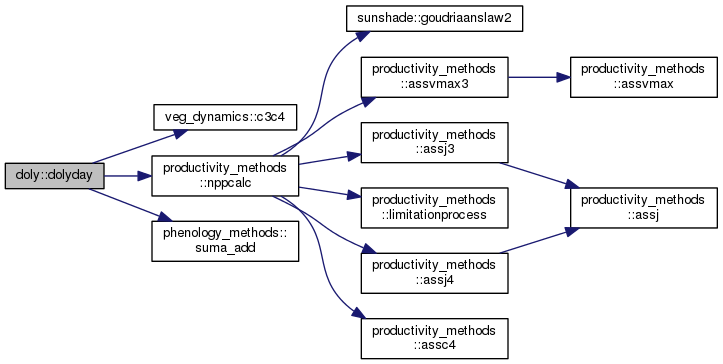 doly::dolyday
veg_dynamics::c3c4
productivity_methods
::nppcalc
phenology_methods::
suma_add
sunshade::goudriaanslaw2
productivity_methods
::assvmax3
productivity_methods
::assj3
productivity_methods
::limitationprocess
productivity_methods
::assj4
productivity_methods
::assc4
productivity_methods
::assvmax
productivity_methods
::assj